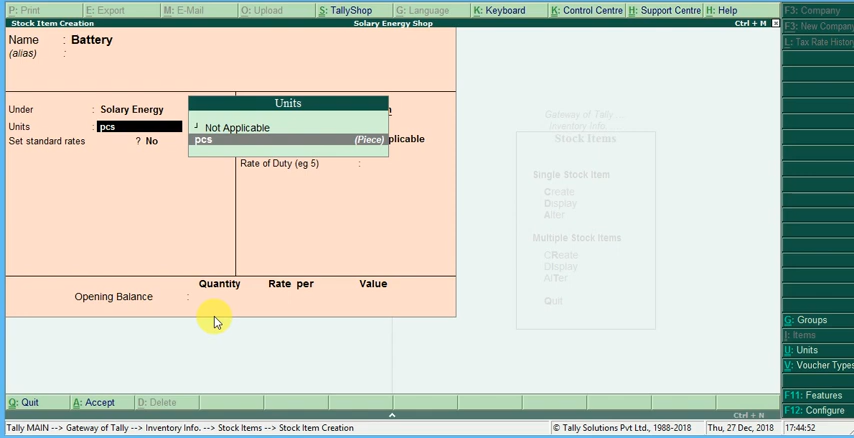 P: Print E: Export M: E-Mail O: Upload S: TallyShop G: Language K: Keyboard K: Control Centre H: Support Centre H: Help
Stock Item Creation Solary Energy Shop Ctrl + M
Name : Battery
(alias) :
Under : Solary Energy
Units : pcs
Set standard rates ? No
Units
Not Applicable
pcs (Piece)
plicable
Rate of Duty (eg 5) :
Quantity Rate per Value
Opening Balance :
Gateway of Tally ...
Inventory Info. ...
Stock Items
Single Stock Item
Create
Display
Alter
Multiple Stock Items
CReate
DIsplay
AlTer
Quit
F3: Company
F3: New Company
L: Tax Rate History
G: Groups
I: Items
U: Units
V: Voucher Types
F11: Features
F12: Configure
Q: Quit A: Accept D: Delete
Ctrl + N
Tally MAIN --> Gateway of Tally --> Inventory Info. --> Stock Items --> Stock Item Creation © Tally Solutions Pvt Ltd., 1988-2018 Thu, 27 Dec, 2018 17:44:52